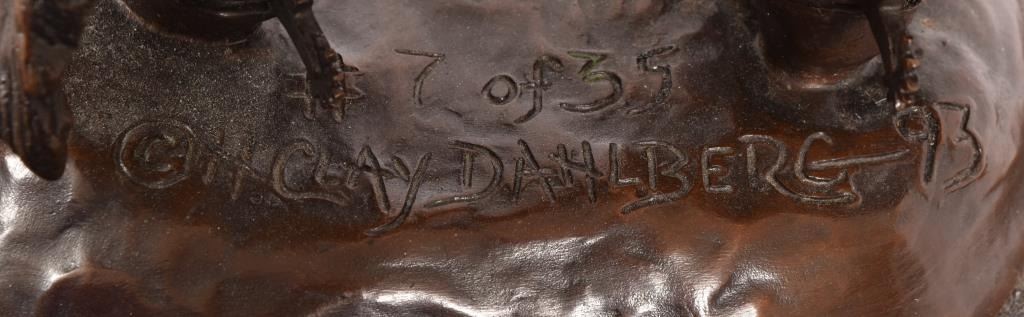 # 7 of 35
© H CLAY DAHLBERG 93